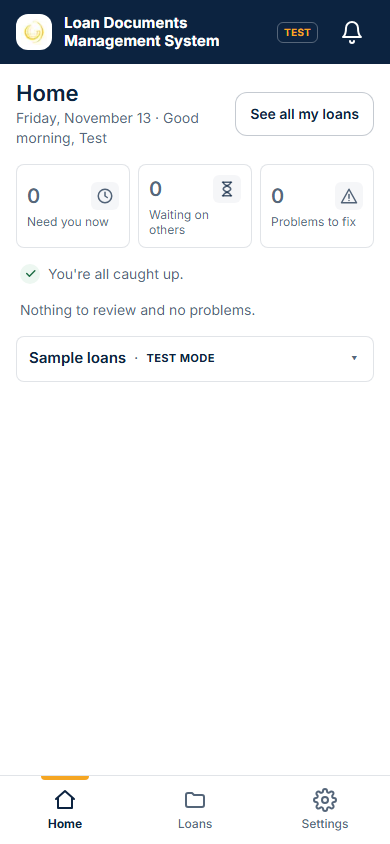 Loan Documents
Management System
TEST
Home
Friday, November 13 · Good
morning, Test
See all my loans
0
Need you now
0
Waiting on
others
0
Problems to fix
You're all caught up.
Nothing to review and no problems.
Sample loans · TEST MODE
Home
Loans
Settings